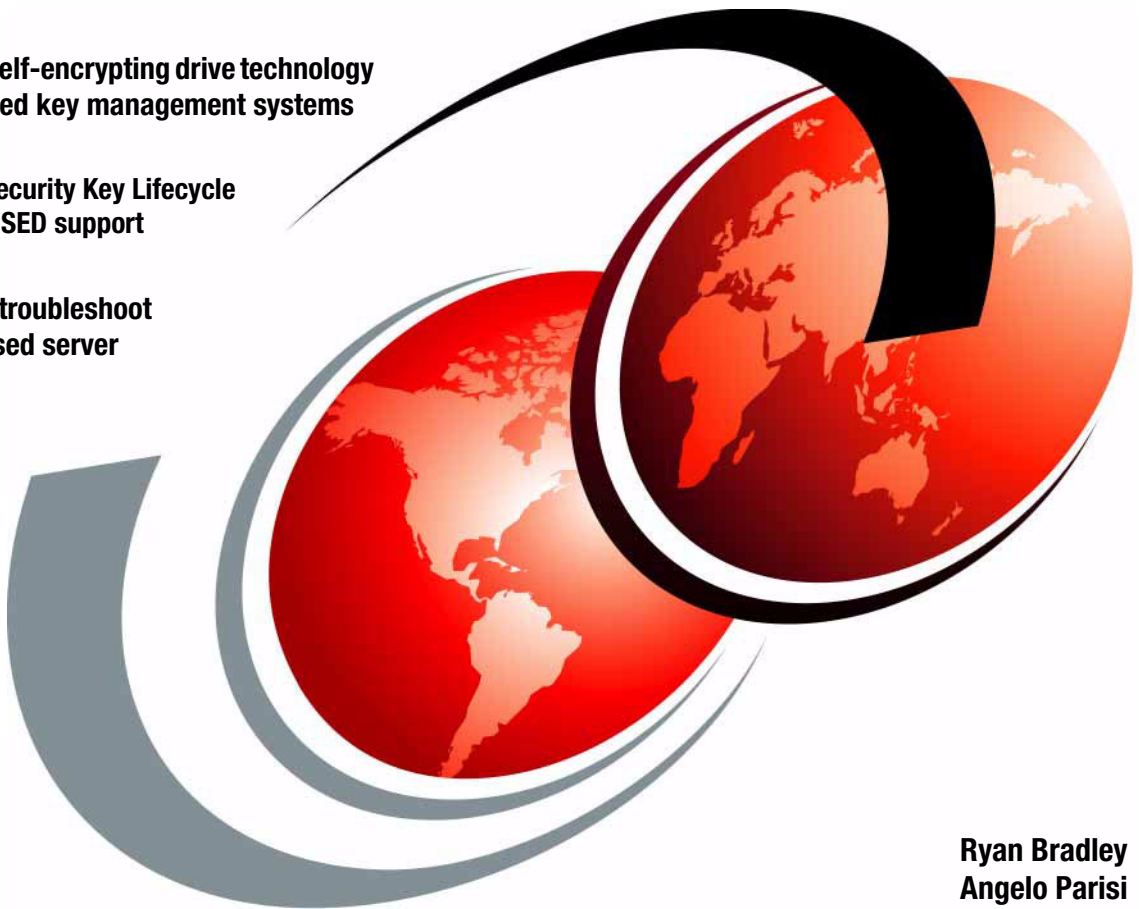 elf-encrypting drive technology
ed key management systems
ecurity Key Lifecycle
SED support
troubleshoot
sed server
Ryan Bradley
Angelo Parisi